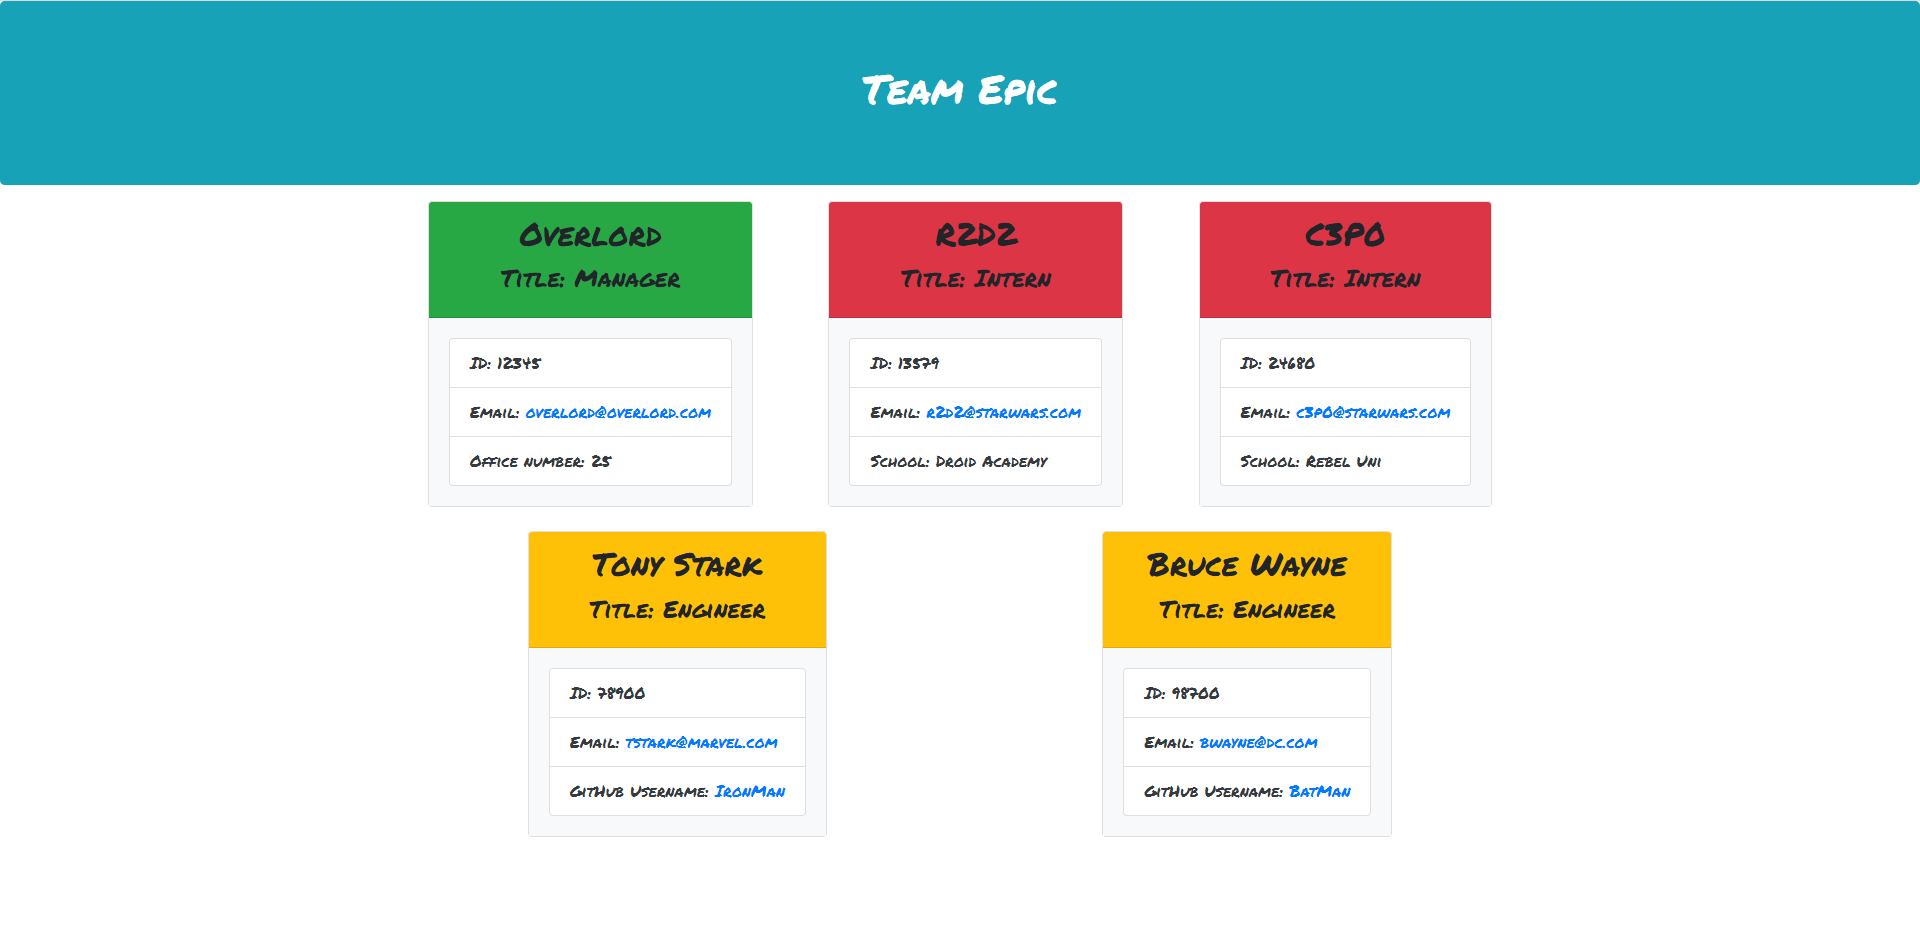 Team Epic
Overlord
Title: Manager
ID: 12345
Email: overlord@overlord.com
Office number: 25
R2D2
Title: Intern
ID: 13579
Email: r2d2@starwars.com
School: Droid Academy
C3PO
Title: Intern
ID: 24680
Email: c3pO@starwars.com
School: Rebel Uni
Tony Stark
Title: Engineer
ID: 78900
Email: tstark@marvel.com
GitHub Username: IronMan
Bruce Wayne
Title: Engineer
ID: 98700
Email: bwayne@dc.com
GitHub Username: BatMan